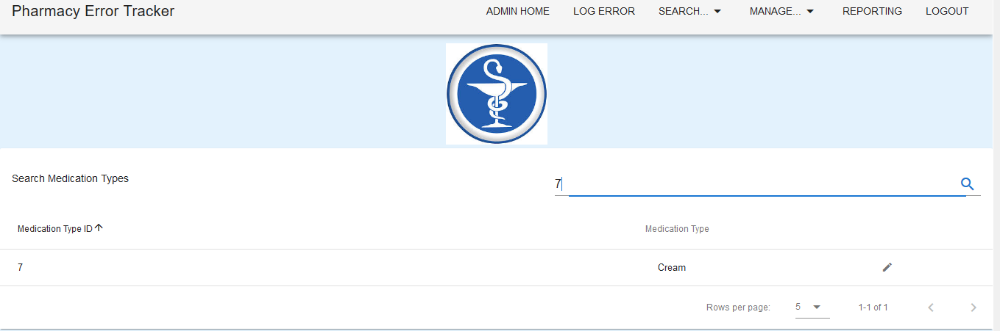 Pharmacy Error Tracker ADMIN HOME LOG ERROR SEARCH... MANAGE... REPORTING LOGOUT
Search Medication Types 7
Medication Type ID Medication Type
7 Cream
Rows per page: 5 1-1 of 1